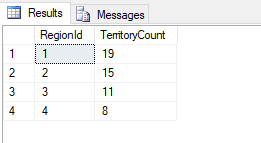 Results Messages
RegionId TerritoryCount
1 1 19
2 2 15
3 3 11
4 4 8